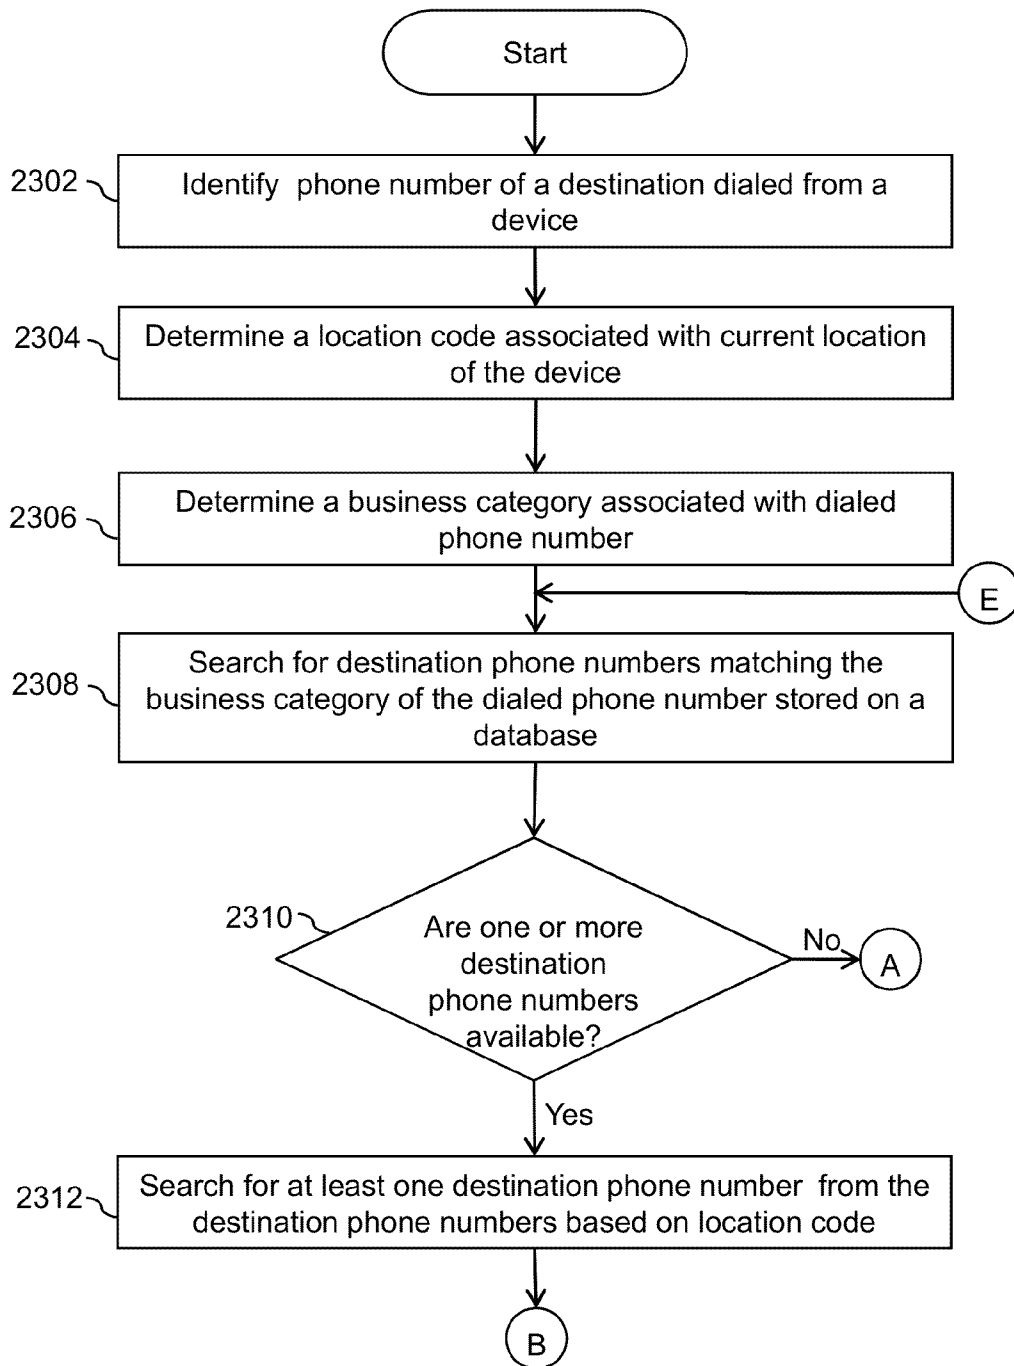 Start
2302
Identify phone number of a destination dialed from a
device
2304
Determine a location code associated with current location
of the device
2306
Determine a business category associated with dialed
phone number
E
2308
Search for destination phone numbers matching the
business category of the dialed phone number stored on a
database
2310
Are one or more
destination
phone numbers
available?
No
A
Yes
2312
Search for at least one destination phone number from the
destination phone numbers based on location code
B